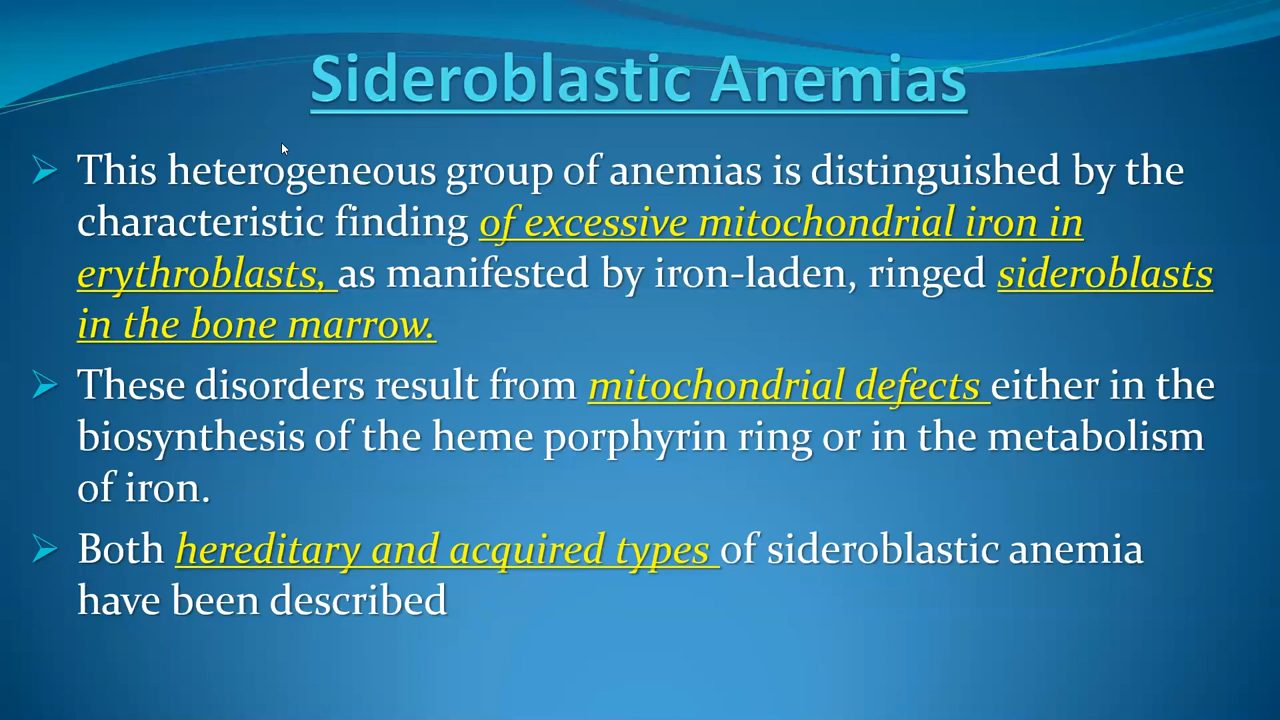 Sideroblastic Anemias
This heterogeneous group of anemias is distinguished by the
characteristic finding of excessive mitochondrial iron in
erythroblasts, as manifested by iron-laden, ringed sideroblasts
in the bone marrow.
These disorders result from mitochondrial defects either in the
biosynthesis of the heme porphyrin ring or in the metabolism
of iron.
Both hereditary and acquired types of sideroblastic anemia
have been described